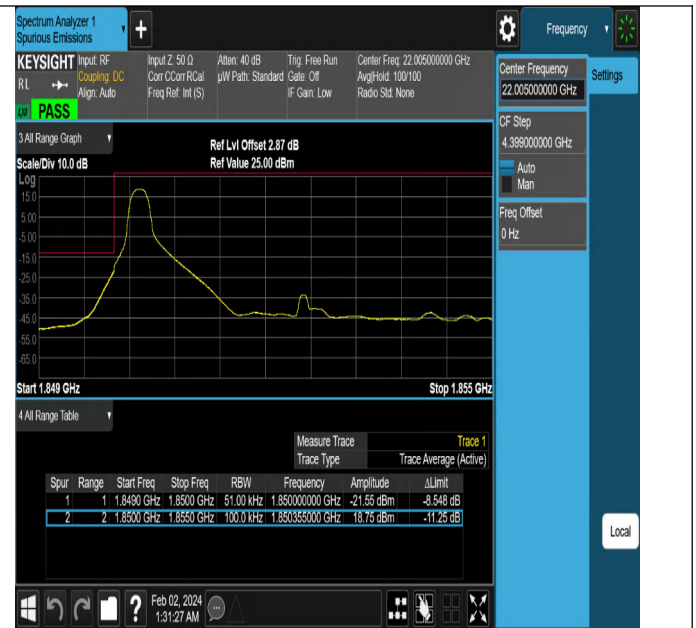 Spectrum Analyzer 1
Spurious Emissions
Frequency
KEYSIGHT Input: RF Input Z: 50 Ω Atten: 40 dB Trig: Free Run Center Freq: 22.005000000 GHz
RL Coupling: DC Corr CCorr RCal µW Path: Standard Gate: Off Avg|Hold: 100/100
Align: Auto Freq Ref: Int (S) IF Gain: Low Radio Std: None
PASS
Center Frequency
22.005000000 GHz
Settings
CF Step
4.399000000 GHz
Auto
Man
Freq Offset
0 Hz
3 All Range Graph
Ref Lvl Offset 2.87 dB
Scale/Div 10.0 dB Ref Value 25.00 dBm
Log
15.0
5.00
-5.00
-15.0
-25.0
-35.0
-45.0
-55.0
-65.0
Start 1.849 GHz Stop 1.855 GHz
4 All Range Table
Measure Trace Trace 1
Trace Type Trace Average (Active)
Spur Range Start Freq Stop Freq RBW Frequency Amplitude ΔLimit
1 1 1.8490 GHz 1.8500 GHz 51.00 kHz 1.850000000 GHz -21.55 dBm -8.548 dB
2 2 1.8500 GHz 1.8550 GHz 100.0 kHz 1.850355000 GHz 18.75 dBm -11.25 dB
Local
?
Feb 02, 2024
1:31:27 AM